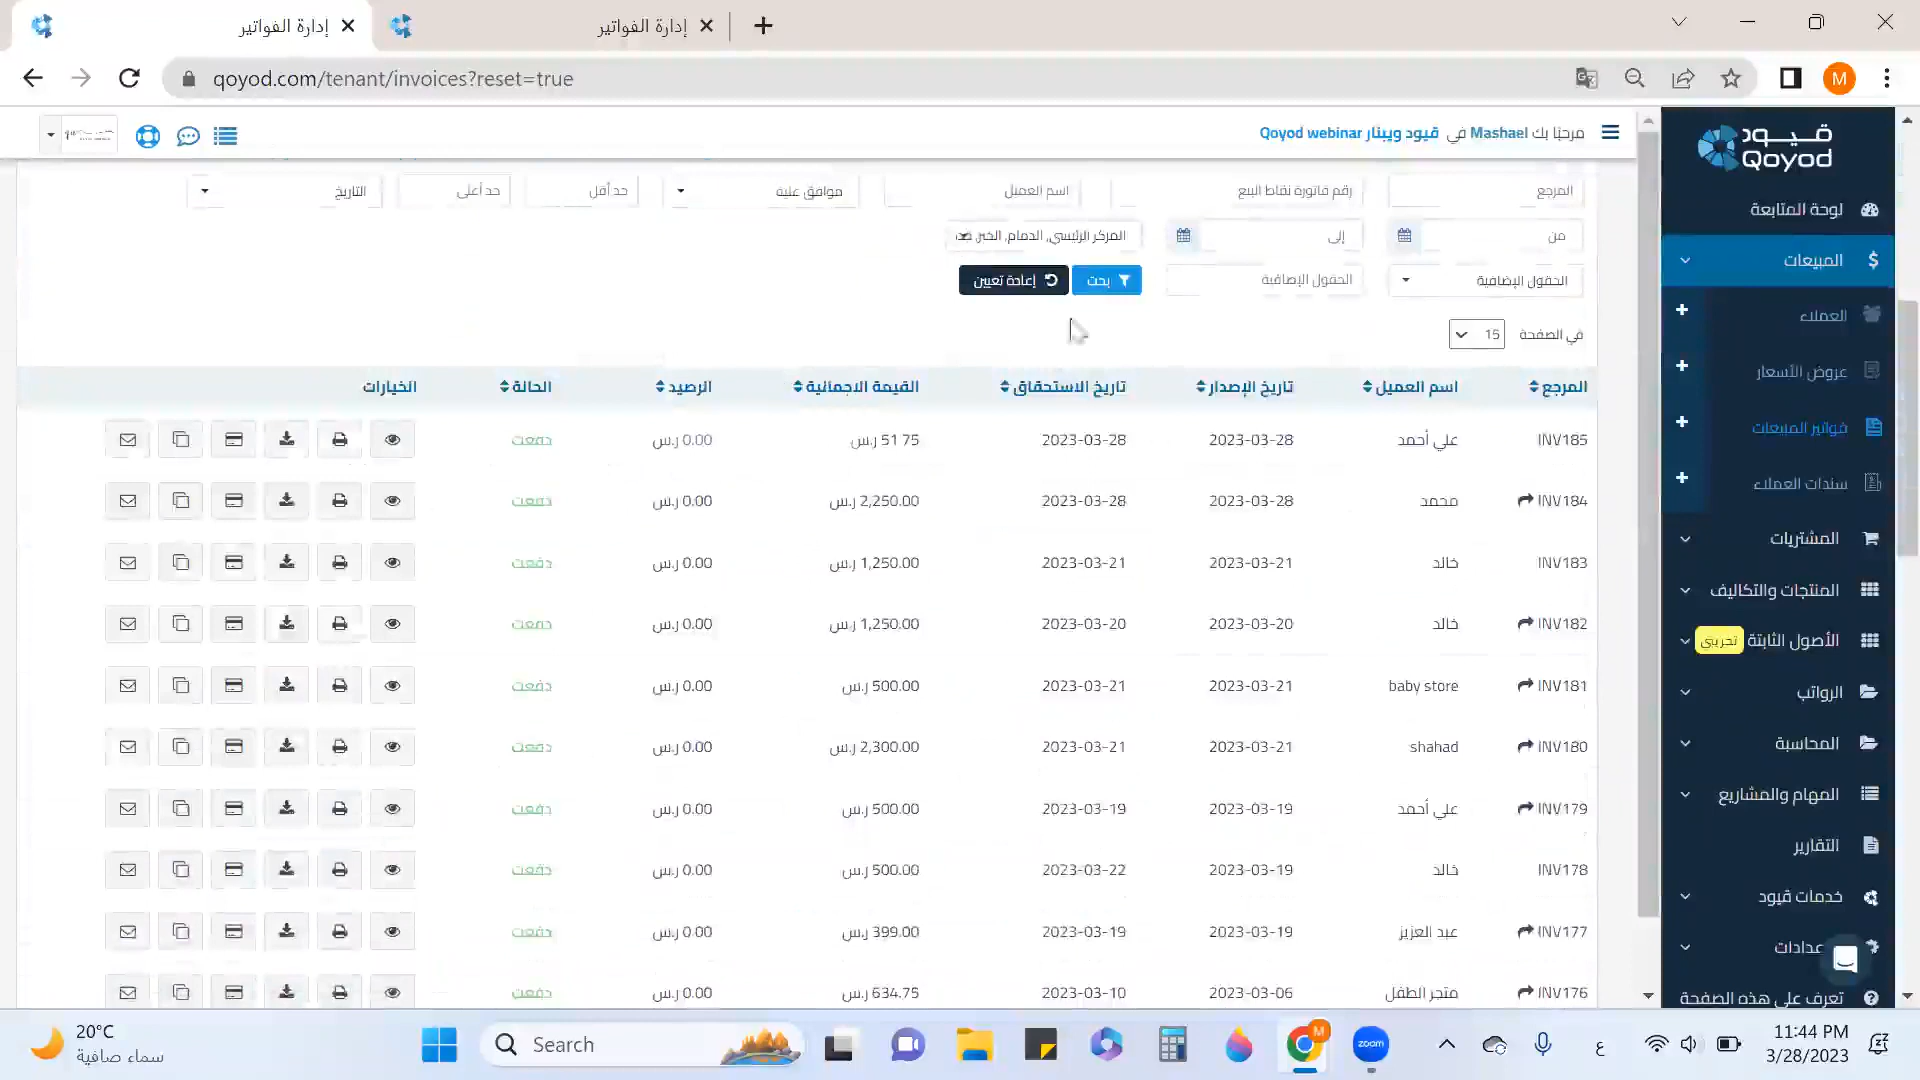 إدارة الفواتير
إدارة الفواتير
qoyod.com/tenant/invoices?reset=true
M
مرحبًا بك Mashael في قيود ويبنار Qoyod webinar
قيود
Qoyod
المرجع
رقم فاتورة نقاط البيع
اسم العميل
موافق عليه
حد أقل
حد أعلى
التاريخ
من
إلى
المركز الرئيسي, الدمام, الخبر,
الحقول الإضافية
الحقول الإضافية
بحث
إعادة تعيين
في الصفحة 15
المرجع اسم العميل تاريخ الإصدار تاريخ الاستحقاق القيمة الاجمالية الرصيد الحالة الخيارات
INV185 علي أحمد 2023-03-28 2023-03-28 51.75 ر.س 0.00 ر.س دفعت
INV184 محمد 2023-03-28 2023-03-28 2,250.00 ر.س 0.00 ر.س دفعت
INV183 خالد 2023-03-21 2023-03-21 1,250.00 ر.س 0.00 ر.س دفعت
INV182 خالد 2023-03-20 2023-03-20 1,250.00 ر.س 0.00 ر.س دفعت
INV181 baby store 2023-03-21 2023-03-21 500.00 ر.س 0.00 ر.س دفعت
INV180 shahad 2023-03-21 2023-03-21 2,300.00 ر.س 0.00 ر.س دفعت
INV179 علي أحمد 2023-03-19 2023-03-19 500.00 ر.س 0.00 ر.س دفعت
INV178 خالد 2023-03-19 2023-03-22 500.00 ر.س 0.00 ر.س دفعت
INV177 عبد العزيز 2023-03-19 2023-03-19 399.00 ر.س 0.00 ر.س دفعت
INV176 متجر الطفل 2023-03-06 2023-03-10 634.75 ر.س 0.00 ر.س دفعت
لوحة المتابعة
المبيعات
العملاء
عروض الأسعار
فواتير المبيعات
سندات العملاء
المشتريات
المنتجات والتكاليف
الأصول الثابتة تجريبي
الرواتب
المحاسبة
المهام والمشاريع
التقارير
خدمات قيود
عدادات
تعرف على هذه الصفحة
20°C
سماء صافية
Search
M
zoom
ع
11:44 PM
3/28/2023